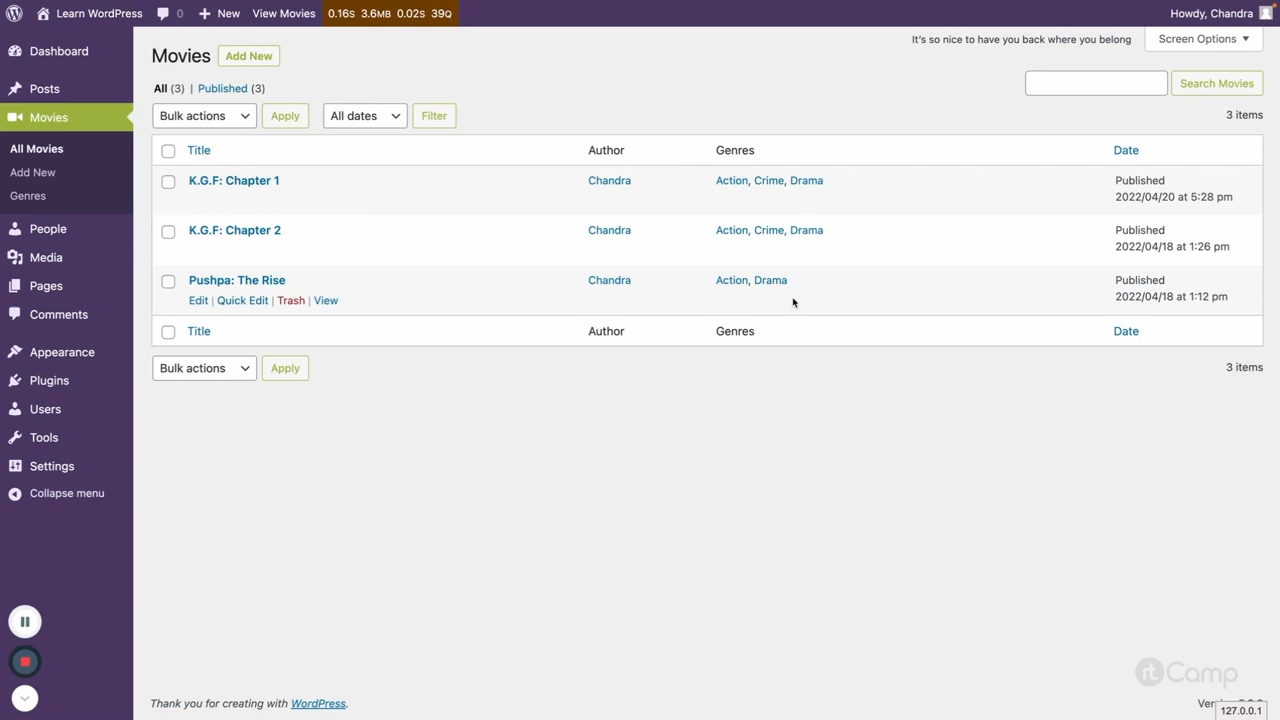 Learn WordPress 0 New View Movies 0.16S 3.6MB 0.02S 39Q Howdy, Chandra
Dashboard
Posts
Movies
All Movies
Add New
Genres
People
Media
Pages
Comments
Appearance
Plugins
Users
Tools
Settings
Collapse menu
It's so nice to have you back where you belong Screen Options
Movies Add New
All (3) | Published (3) Search Movies
Bulk actions Apply All dates Filter 3 items
Title Author Genres Date
K.G.F: Chapter 1 Chandra Action, Crime, Drama Published
2022/04/20 at 5:28 pm
K.G.F: Chapter 2 Chandra Action, Crime, Drama Published
2022/04/18 at 1:26 pm
Pushpa: The Rise Chandra Action, Drama Published
Edit | Quick Edit | Trash | View 2022/04/18 at 1:12 pm
Title Author Genres Date
Bulk actions Apply 3 items
rtCamp
Thank you for creating with WordPress.
127.0.0.1